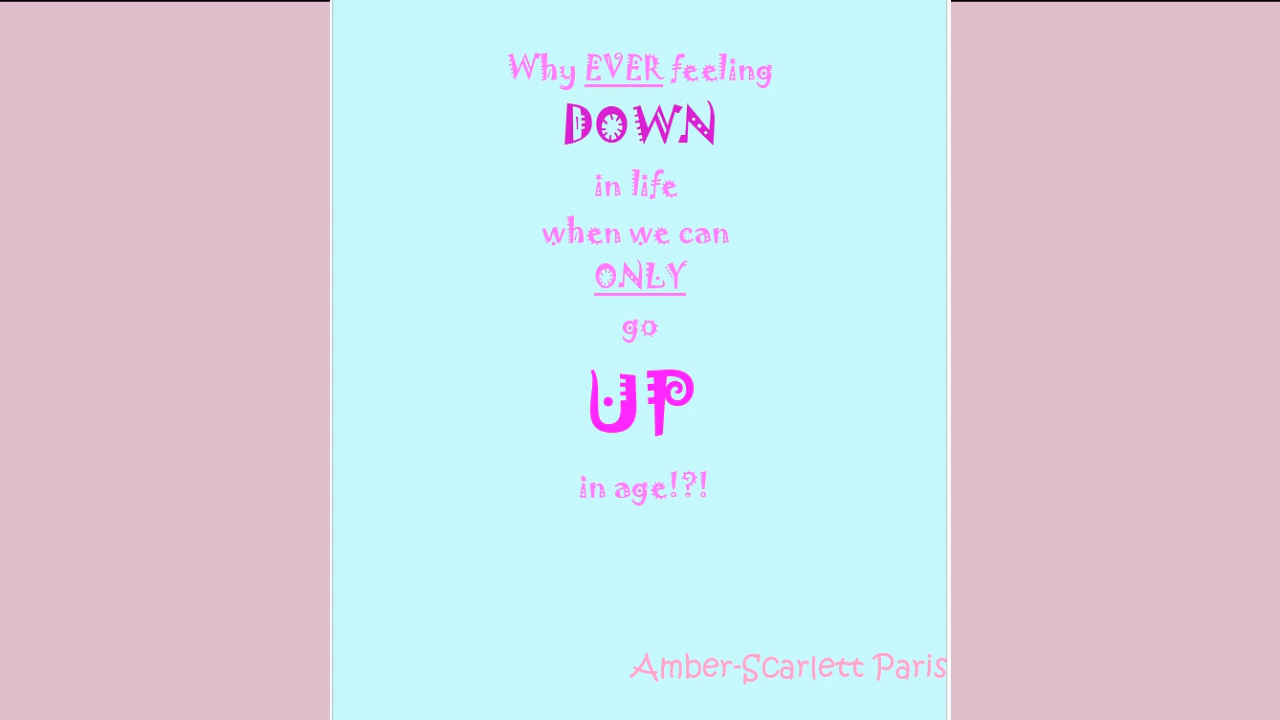 Why EVER feeling
DOWN
in life
when we can
ONLY
go
UP
in age!?!
Amber-Scarlett Paris